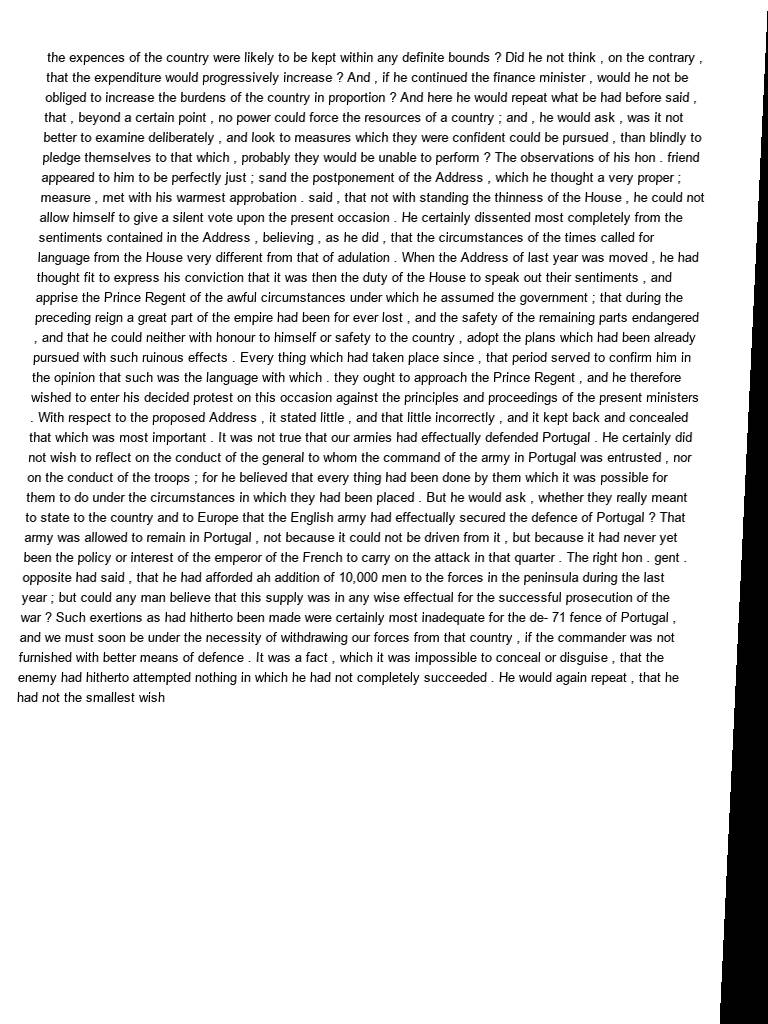 the expences of the country were likely to be kept within any definite bounds ? Did he not think , on the contrary ,
that the expenditure would progressively increase ? And , if he continued the finance minister , would he not be
obliged to increase the burdens of the country in proportion ? And here he would repeat what be had before said ,
that , beyond a certain point , no power could force the resources of a country ; and , he would ask , was it not
better to examine deliberately , and look to measures which they were confident could be pursued , than blindly to
pledge themselves to that which , probably they would be unable to perform ? The observations of his hon . friend
appeared to him to be perfectly just ; sand the postponement of the Address , which he thought a very proper ;
measure , met with his warmest approbation . said , that not with standing the thinness of the House , he could not
allow himself to give a silent vote upon the present occasion . He certainly dissented most completely from the
sentiments contained in the Address , believing , as he did , that the circumstances of the times called for
language from the House very different from that of adulation . When the Address of last year was moved , he had
thought fit to express his conviction that it was then the duty of the House to speak out their sentiments , and
apprise the Prince Regent of the awful circumstances under which he assumed the government ; that during the
preceding reign a great part of the empire had been for ever lost , and the safety of the remaining parts endangered
, and that he could neither with honour to himself or safety to the country , adopt the plans which had been already
pursued with such ruinous effects . Every thing which had taken place since , that period served to confirm him in
the opinion that such was the language with which . they ought to approach the Prince Regent , and he therefore
wished to enter his decided protest on this occasion against the principles and proceedings of the present ministers
. With respect to the proposed Address , it stated little , and that little incorrectly , and it kept back and concealed
that which was most important . It was not true that our armies had effectually defended Portugal . He certainly did
not wish to reflect on the conduct of the general to whom the command of the army in Portugal was entrusted , nor
on the conduct of the troops ; for he believed that every thing had been done by them which it was possible for
them to do under the circumstances in which they had been placed . But he would ask , whether they really meant
to state to the country and to Europe that the English army had effectually secured the defence of Portugal ? That
army was allowed to remain in Portugal , not because it could not be driven from it , but because it had never yet
been the policy or interest of the emperor of the French to carry on the attack in that quarter . The right hon . gent .
opposite had said , that he had afforded ah addition of 10,000 men to the forces in the peninsula during the last
year ; but could any man believe that this supply was in any wise effectual for the successful prosecution of the
war ? Such exertions as had hitherto been made were certainly most inadequate for the de- 71 fence of Portugal ,
and we must soon be under the necessity of withdrawing our forces from that country , if the commander was not
furnished with better means of defence . It was a fact , which it was impossible to conceal or disguise , that the
enemy had hitherto attempted nothing in which he had not completely succeeded . He would again repeat , that he
had not the smallest wish